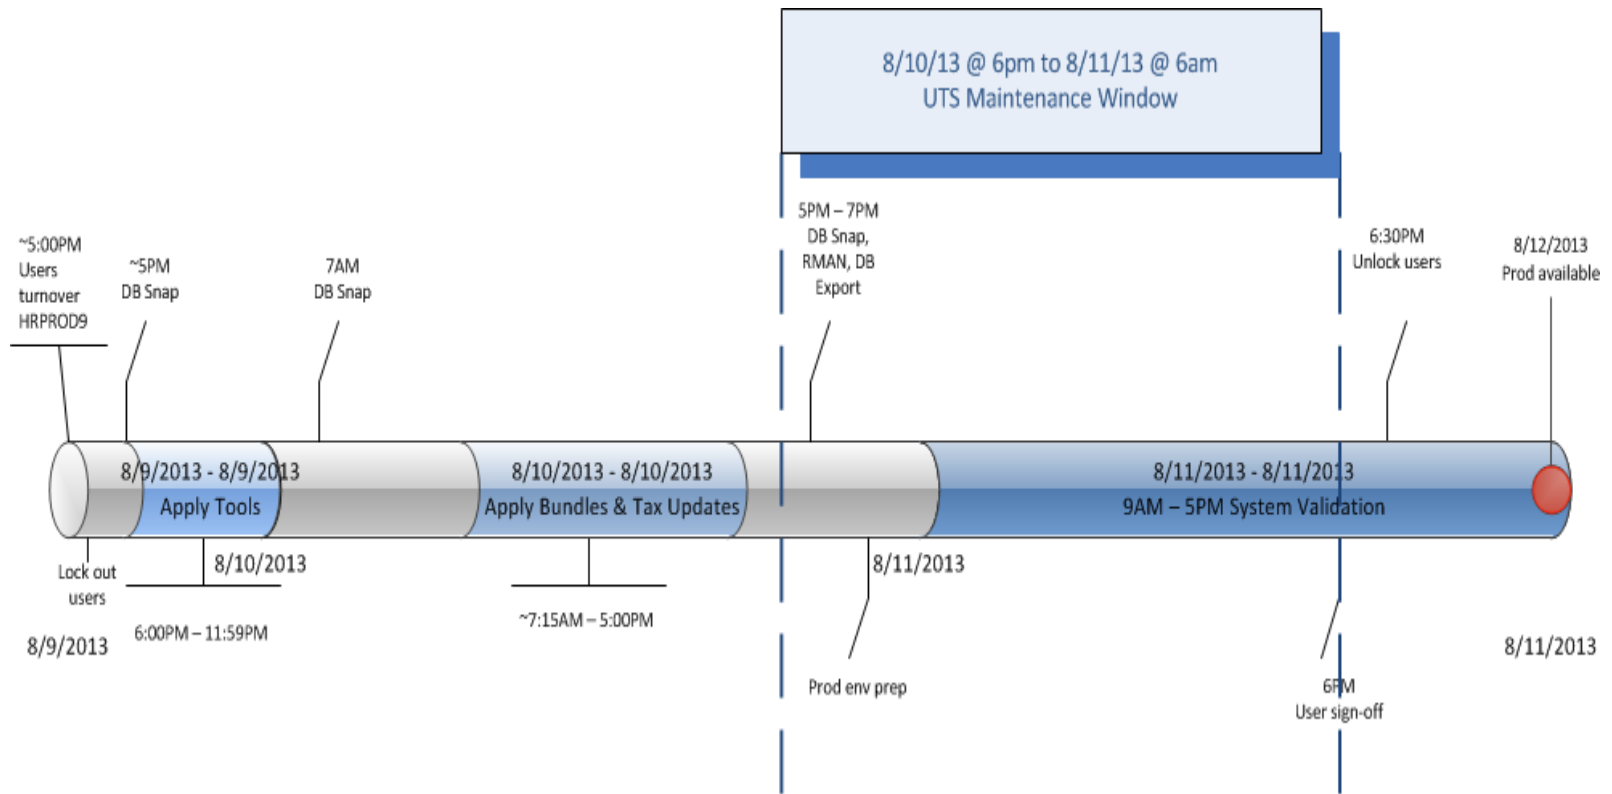 8/10/13 @ 6pm to 8/11/13 @ 6am
UTS Maintenance Window
~5:00PM
Users
turnover
HRPROD9
~5PM
DB Snap
7AM
DB Snap
5PM – 7PM
DB Snap,
RMAN, DB
Export
6:30PM
Unlock users
8/12/2013
Prod available
8/9/2013 - 8/9/2013
Apply Tools
8/10/2013 - 8/10/2013
Apply Bundles & Tax Updates
8/11/2013 - 8/11/2013
9AM – 5PM System Validation
Lock out
users
8/9/2013
8/10/2013
6:00PM – 11:59PM
~7:15AM – 5:00PM
8/11/2013
Prod env prep
6PM
User sign-off
8/11/2013